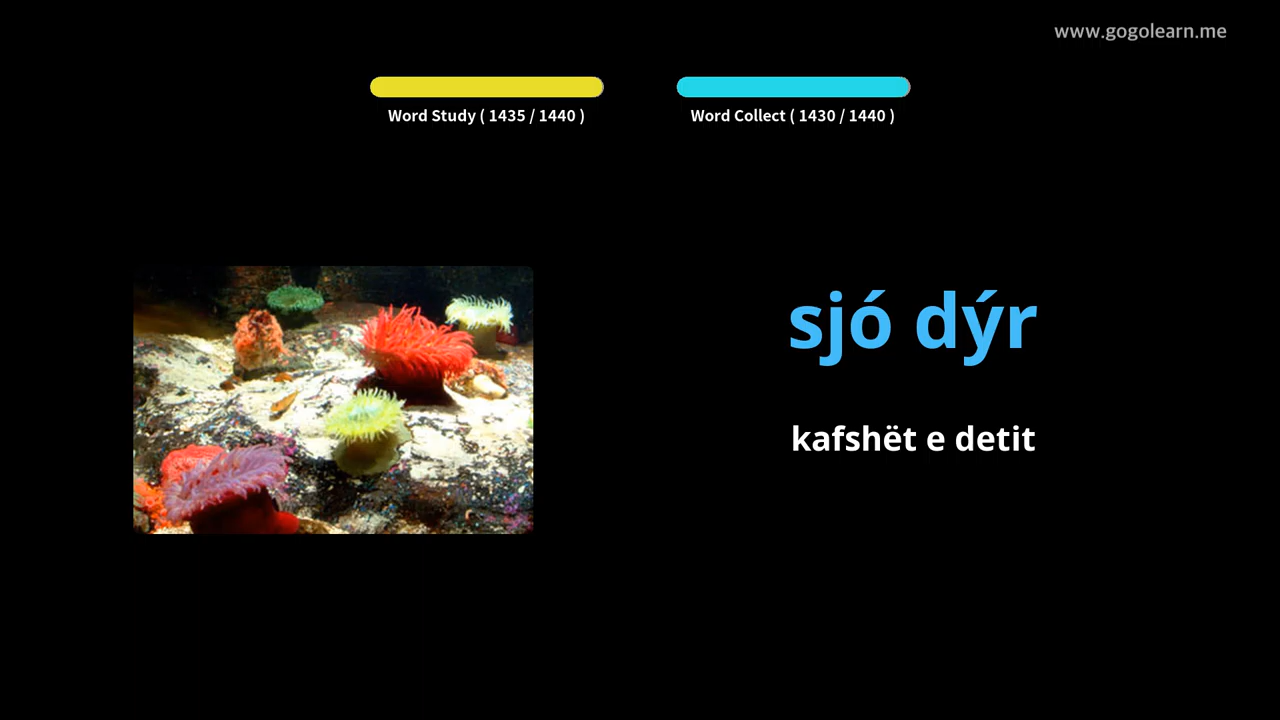 www.gogolearn.me
Word Study ( 1435 / 1440 )
Word Collect ( 1430 / 1440 )
sjó dýr
kafshët e detit